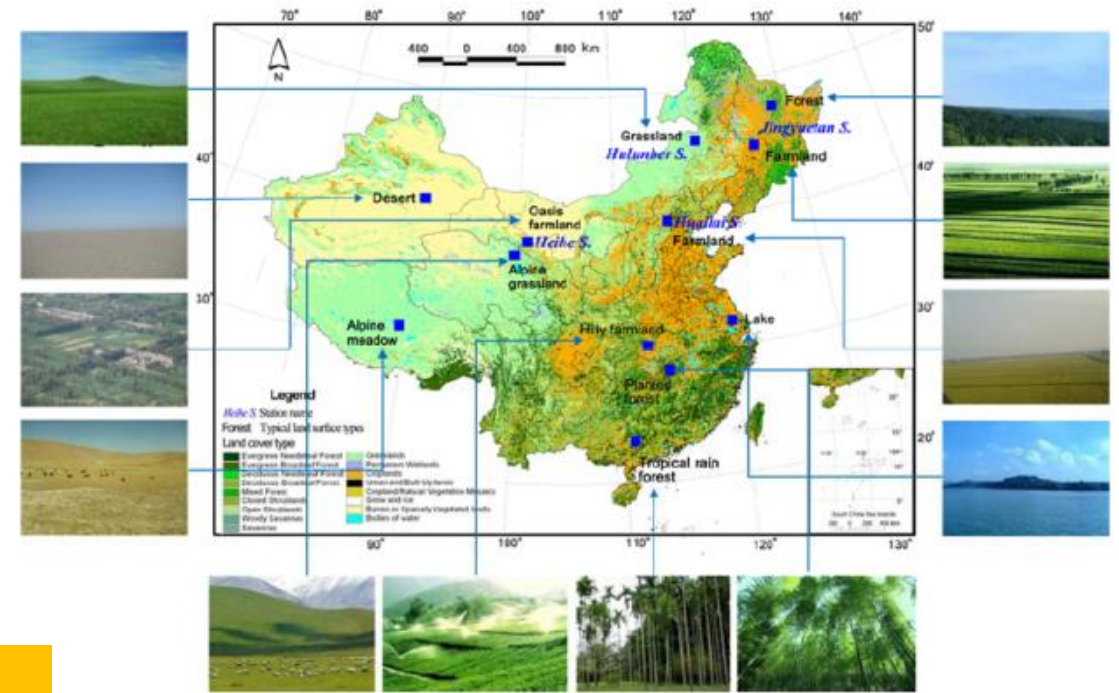 70° 80° 90° 100° 110° 120° 130° 140° 50°
400 0 400 800 km
N
Forest
Jingyuetan S.
Grassland
Hulunber S.
Farmland
40° 40°
Desert
Oasis
farmland
Heihe S.
Huailai S.
Farmland
Alpine
grassland
30° 30°
Alpine
meadow
Lake
Hilly farmland
Planted
forest
Legend
Heihe S Station name
Forest Typical land surface types
Land cover type
Evergreen Needleleaf Forest
Evergreen Broadleaf Forest
Deciduous Needleleaf Forest
Deciduous Broadleaf Forest
Mixed Forest
Closed Shrublands
Open Shrublands
Woody Savannas
Savannas
Grasslands
Permanent Wetlands
Croplands
Urban and Built-Up lands
Cropland/Natural Vegetation Mosaics
Snow and ice
Barren or Sparsely Vegetated lands
Bodies of water
20°
Tropical rain
forest
South China Sea Islands
90° 100° 110° 120° 130°